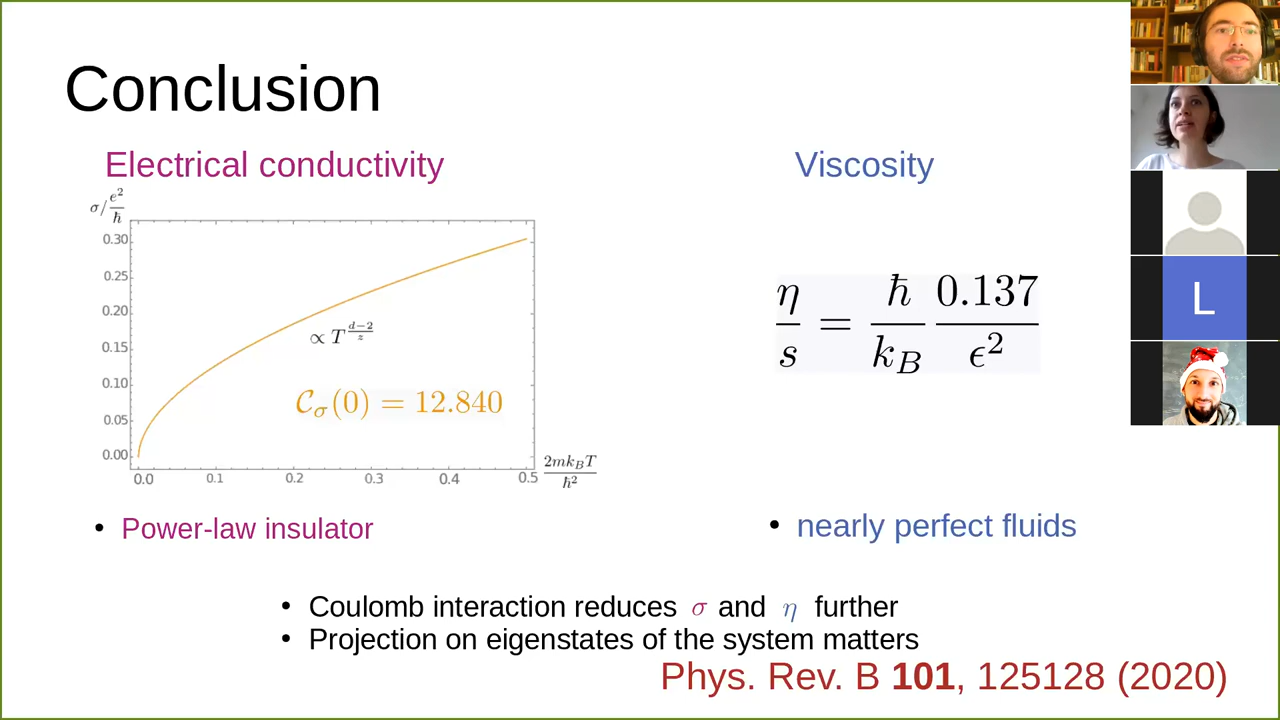 Conclusion
Electrical conductivity
σ/ e²/ħ
0.30
0.25
0.20
0.15
0.10
0.05
0.00
∝ T^((d−2)/z)
𝒞σ(0) = 12.840
0.0 0.1 0.2 0.3 0.4 0.5
2mk_BT/ħ²
• Power-law insulator
Viscosity
η/s = ħ/k_B 0.137/ϵ²
• nearly perfect fluids
• Coulomb interaction reduces σ and η further
• Projection on eigenstates of the system matters
Phys. Rev. B 101, 125128 (2020)
L